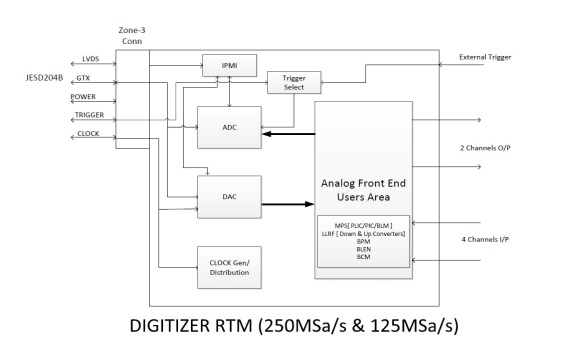 Zone-3
Conn
LVDS
JESD204B
GTX
POWER
TRIGGER
CLOCK
IPMI
Trigger
Select
External Trigger
ADC
DAC
CLOCK Gen/
Distribution
Analog Front End
Users Area
MPS[ PLIC/PIC/BLM ]
LLRF [ Down & Up Converters]
BPM
BLEN
BCM
2 Channels O/P
4 Channels I/P
DIGITIZER RTM (250MSa/s & 125MSa/s)